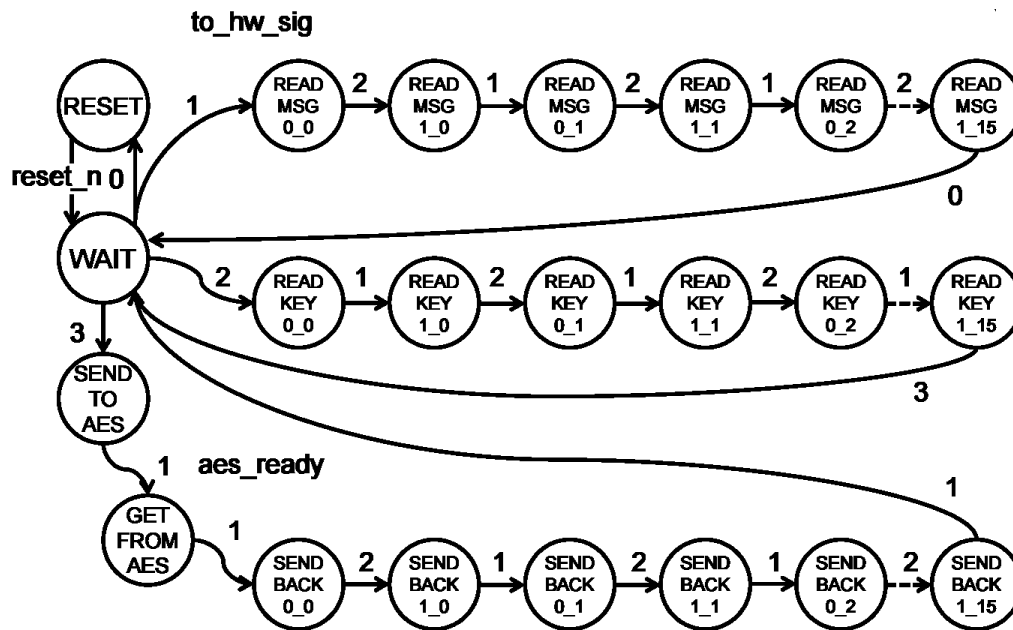 to_hw_sig
RESET
1
READ
MSG
0_0
2
READ
MSG
1_0
1
READ
MSG
0_1
2
READ
MSG
1_1
1
READ
MSG
0_2
2
READ
MSG
1_15
reset_n
0
0
WAIT
2
READ
KEY
0_0
1
READ
KEY
1_0
2
READ
KEY
0_1
1
READ
KEY
1_1
2
READ
KEY
0_2
1
READ
KEY
1_15
3
3
SEND
TO
AES
1
aes_ready
1
GET
FROM
AES
1
SEND
BACK
0_0
2
SEND
BACK
1_0
1
SEND
BACK
0_1
2
SEND
BACK
1_1
1
SEND
BACK
0_2
2
SEND
BACK
1_15